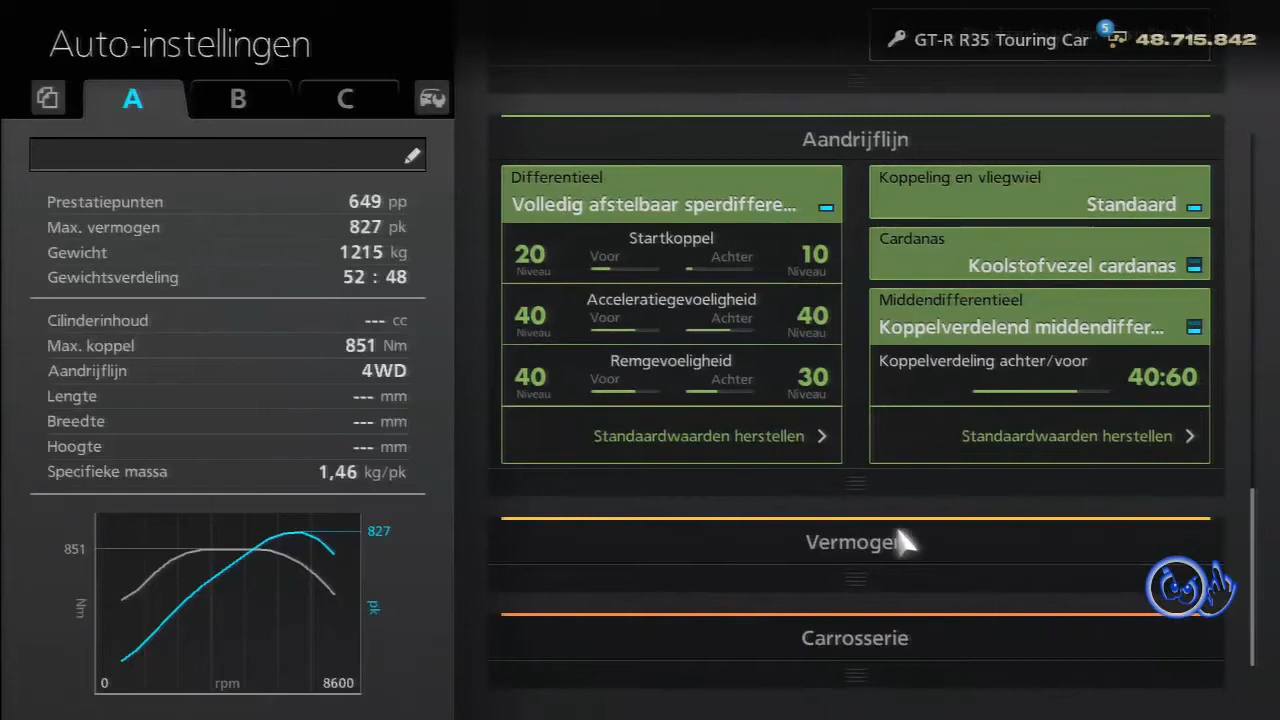 Auto-instellingen
GT-R R35 Touring Car
5
48.715.842
A
B
C
Prestatiepunten 649 pp
Max. vermogen 827 pk
Gewicht 1215 kg
Gewichtsverdeling 52 : 48
Cilinderinhoud --- cc
Max. koppel 851 Nm
Aandrijflijn 4WD
Lengte --- mm
Breedte --- mm
Hoogte --- mm
Specifieke massa 1,46 kg/pk
827
851
Nm
pk
0 rpm 8600
Aandrijflijn
Differentieel
Volledig afstelbaar sperdiffere...
Startkoppel
20 Voor Achter 10
Niveau Niveau
Acceleratiegevoeligheid
40 Voor Achter 40
Niveau Niveau
Remgevoeligheid
40 Voor Achter 30
Niveau Niveau
Standaardwaarden herstellen
Koppeling en vliegwiel
Standaard
Cardanas
Koolstofvezel cardanas
Middendifferentieel
Koppelverdelend middendiffer...
Koppelverdeling achter/voor
40:60
Standaardwaarden herstellen
Vermogen
Carrosserie